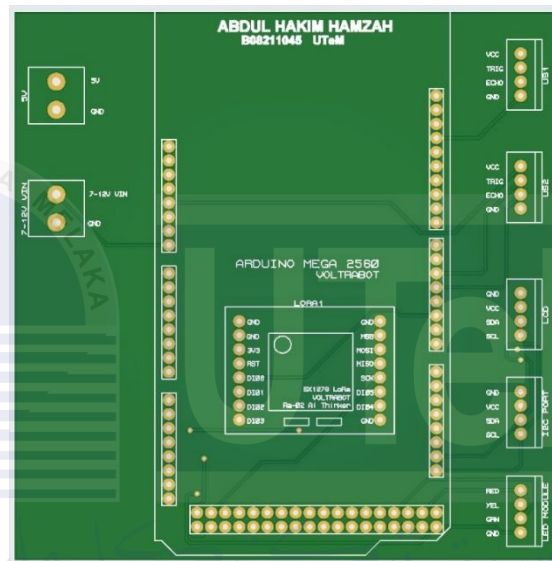 ABDUL HAKIM HAMZAH
B08211045 UTeM
5V
5V
GND
7-12V VIN
7-12V VIN
GND
ARDUINO MEGA 2560
VOLTRABOT
LORA1
GND
GND
3V3
RST
DIO0
DIO1
DIO2
DIO3
GND
NSS
MOSI
MISO
SCK
DIO5
DIO4
GND
SX1278 LoRa
VOLTRABOT
Ra-02 Ai Thinker
VCC
TRIG
ECHO
GND
US1
VCC
TRIG
ECHO
GND
US2
GND
VCC
SDA
SCL
LCD
GND
VCC
SDA
SCL
I2C PORT
RED
YEL
GRN
GND
LED MODULE
UTeM
MELAKA